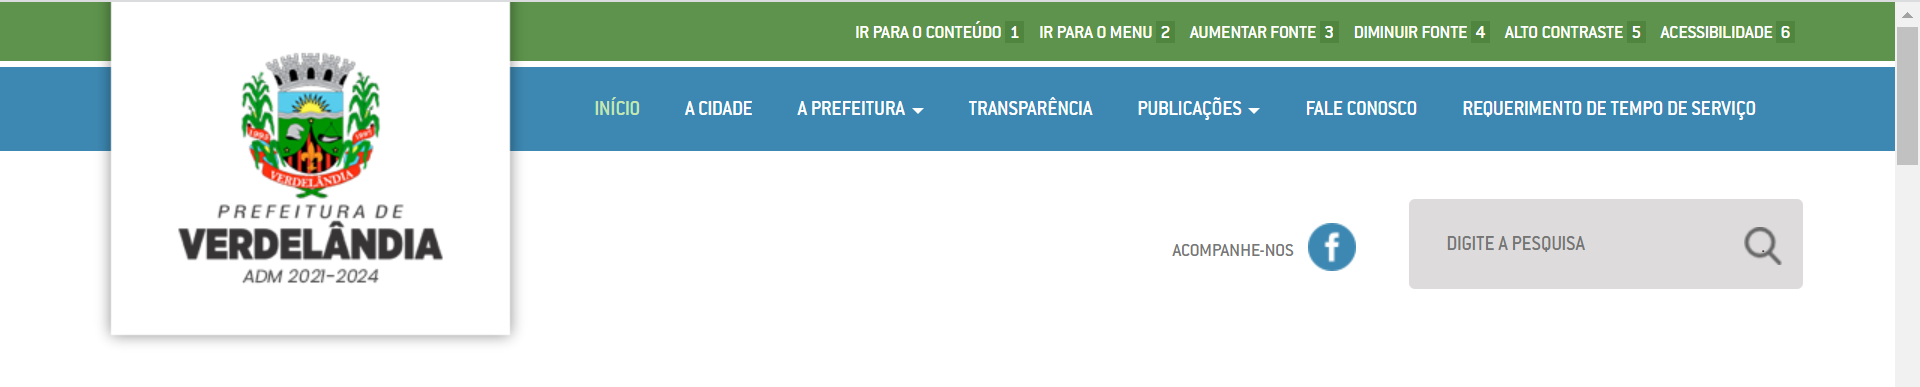 IR PARA O CONTEÚDO 1 IR PARA O MENU 2 AUMENTAR FONTE 3 DIMINUIR FONTE 4 ALTO CONTRASTE 5 ACESSIBILIDADE 6
INÍCIO A CIDADE A PREFEITURA TRANSPARÊNCIA PUBLICAÇÕES FALE CONOSCO REQUERIMENTO DE TEMPO DE SERVIÇO
1993 1997
VERDELÂNDIA
PREFEITURA DE
VERDELÂNDIA
ADM 2021-2024
ACOMPANHE-NOS
DIGITE A PESQUISA